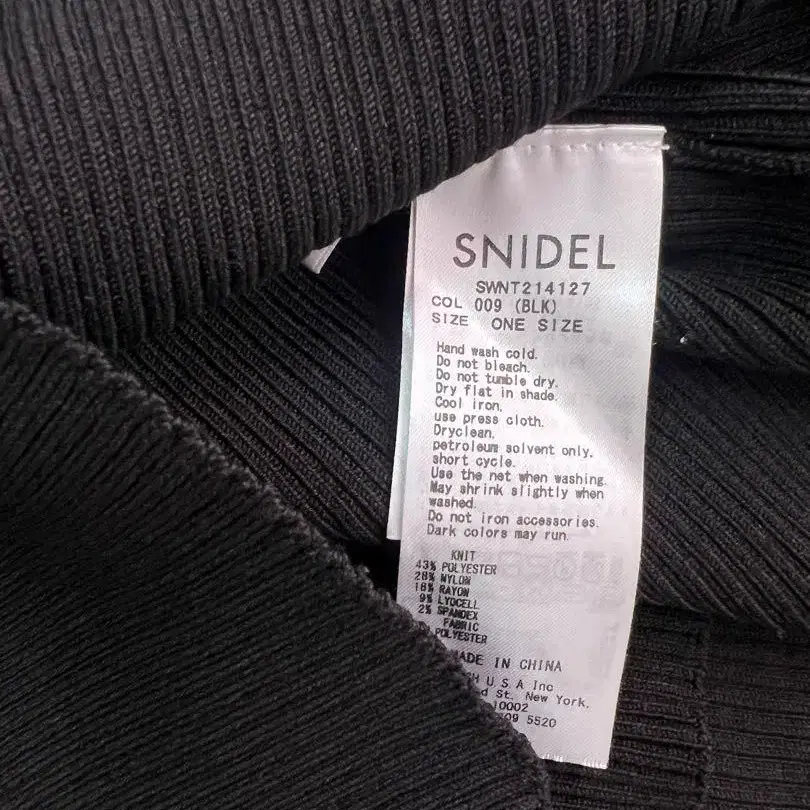 SNIDEL
SWNT214127
COL 009 (BLK)
SIZE ONE SIZE
Hand wash cold.
Do not bleach.
Do not tumble dry.
Dry flat in shade.
Cool iron.
use press cloth.
Dryclean.
petroleum solvent only.
short cycle.
Use the net when washing.
May shrink slightly when
washed.
Do not iron accessories.
Dark colors may run.
KNIT
43% POLYESTER
28% NYLON
18% RAYON
9% LYOCELL
2% SPANDEX
FABRIC
POLYESTER
MADE IN CHINA
U S A Inc
St. New York.
10002
5520